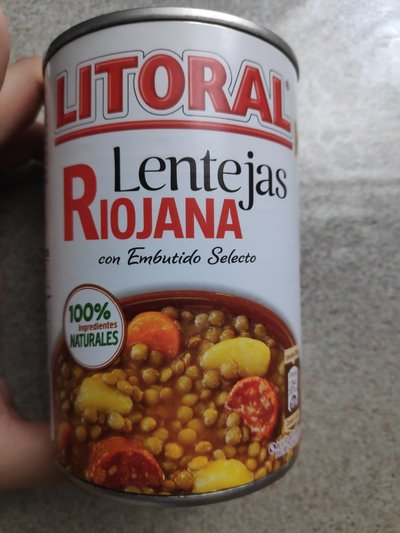 LITORAL®
Lentejas
RIOJANA
con Embutido Selecto
100%
ingredientes
NATURALES